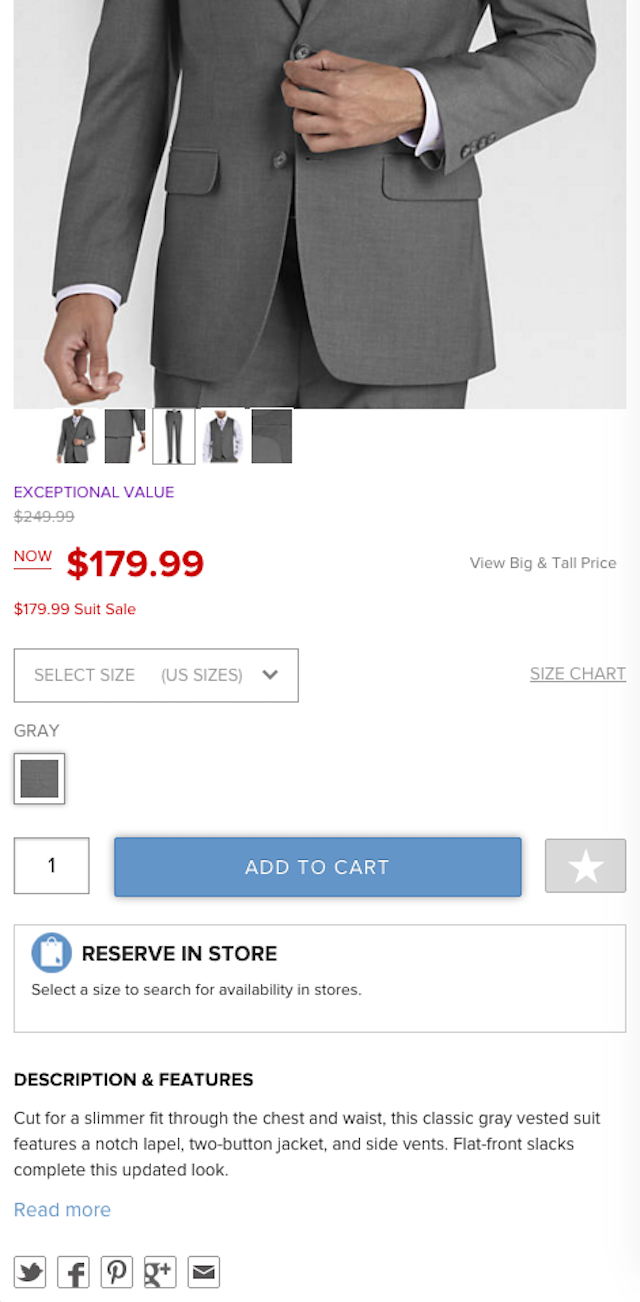 EXCEPTIONAL VALUE
$249.99
NOW $179.99
View Big & Tall Price
$179.99 Suit Sale
SELECT SIZE (US SIZES)
SIZE CHART
GRAY
1
ADD TO CART
RESERVE IN STORE
Select a size to search for availability in stores.
DESCRIPTION & FEATURES
Cut for a slimmer fit through the chest and waist, this classic gray vested suit
features a notch lapel, two-button jacket, and side vents. Flat-front slacks
complete this updated look.
Read more